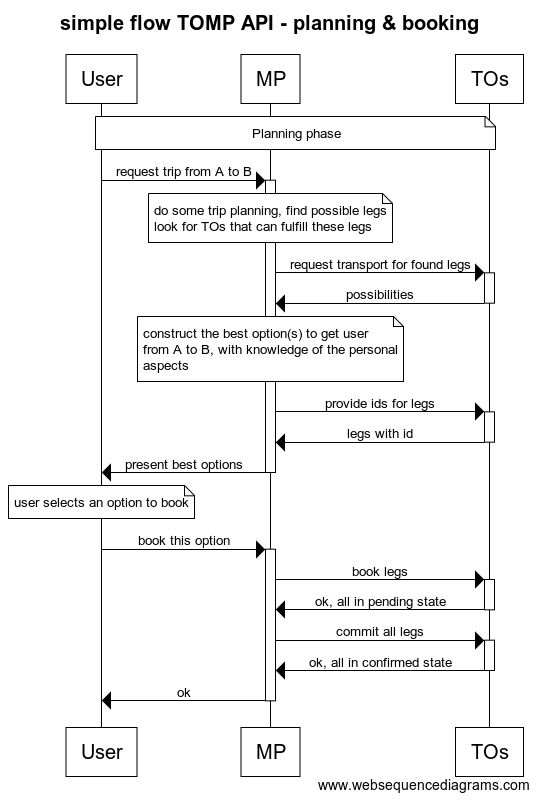 simple flow TOMP API - planning & booking
User
MP
TOs
Planning phase
request trip from A to B
do some trip planning, find possible legs
look for TOs that can fulfill these legs
request transport for found legs
possibilities
construct the best option(s) to get user
from A to B, with knowledge of the personal
aspects
provide ids for legs
legs with id
present best options
user selects an option to book
book this option
book legs
ok, all in pending state
commit all legs
ok, all in confirmed state
ok
User
MP
TOs
www.websequencediagrams.com